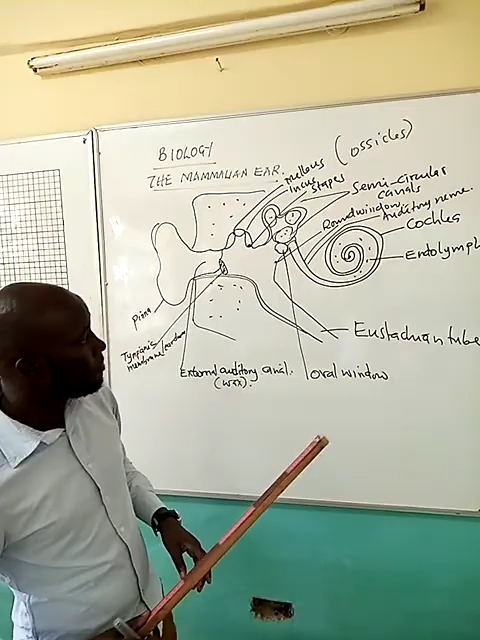 BIOLOGY
THE MAMMALIAN EAR.
mellous
incus
stapes
(ossicles)
Semi-circular
canals
Round window
Auditory nerve.
Cochlea
Endolymph
Eustachian tube
Oval window
External auditory canal.
(wax).
Tympanic
membrane/eardrum
Pinna